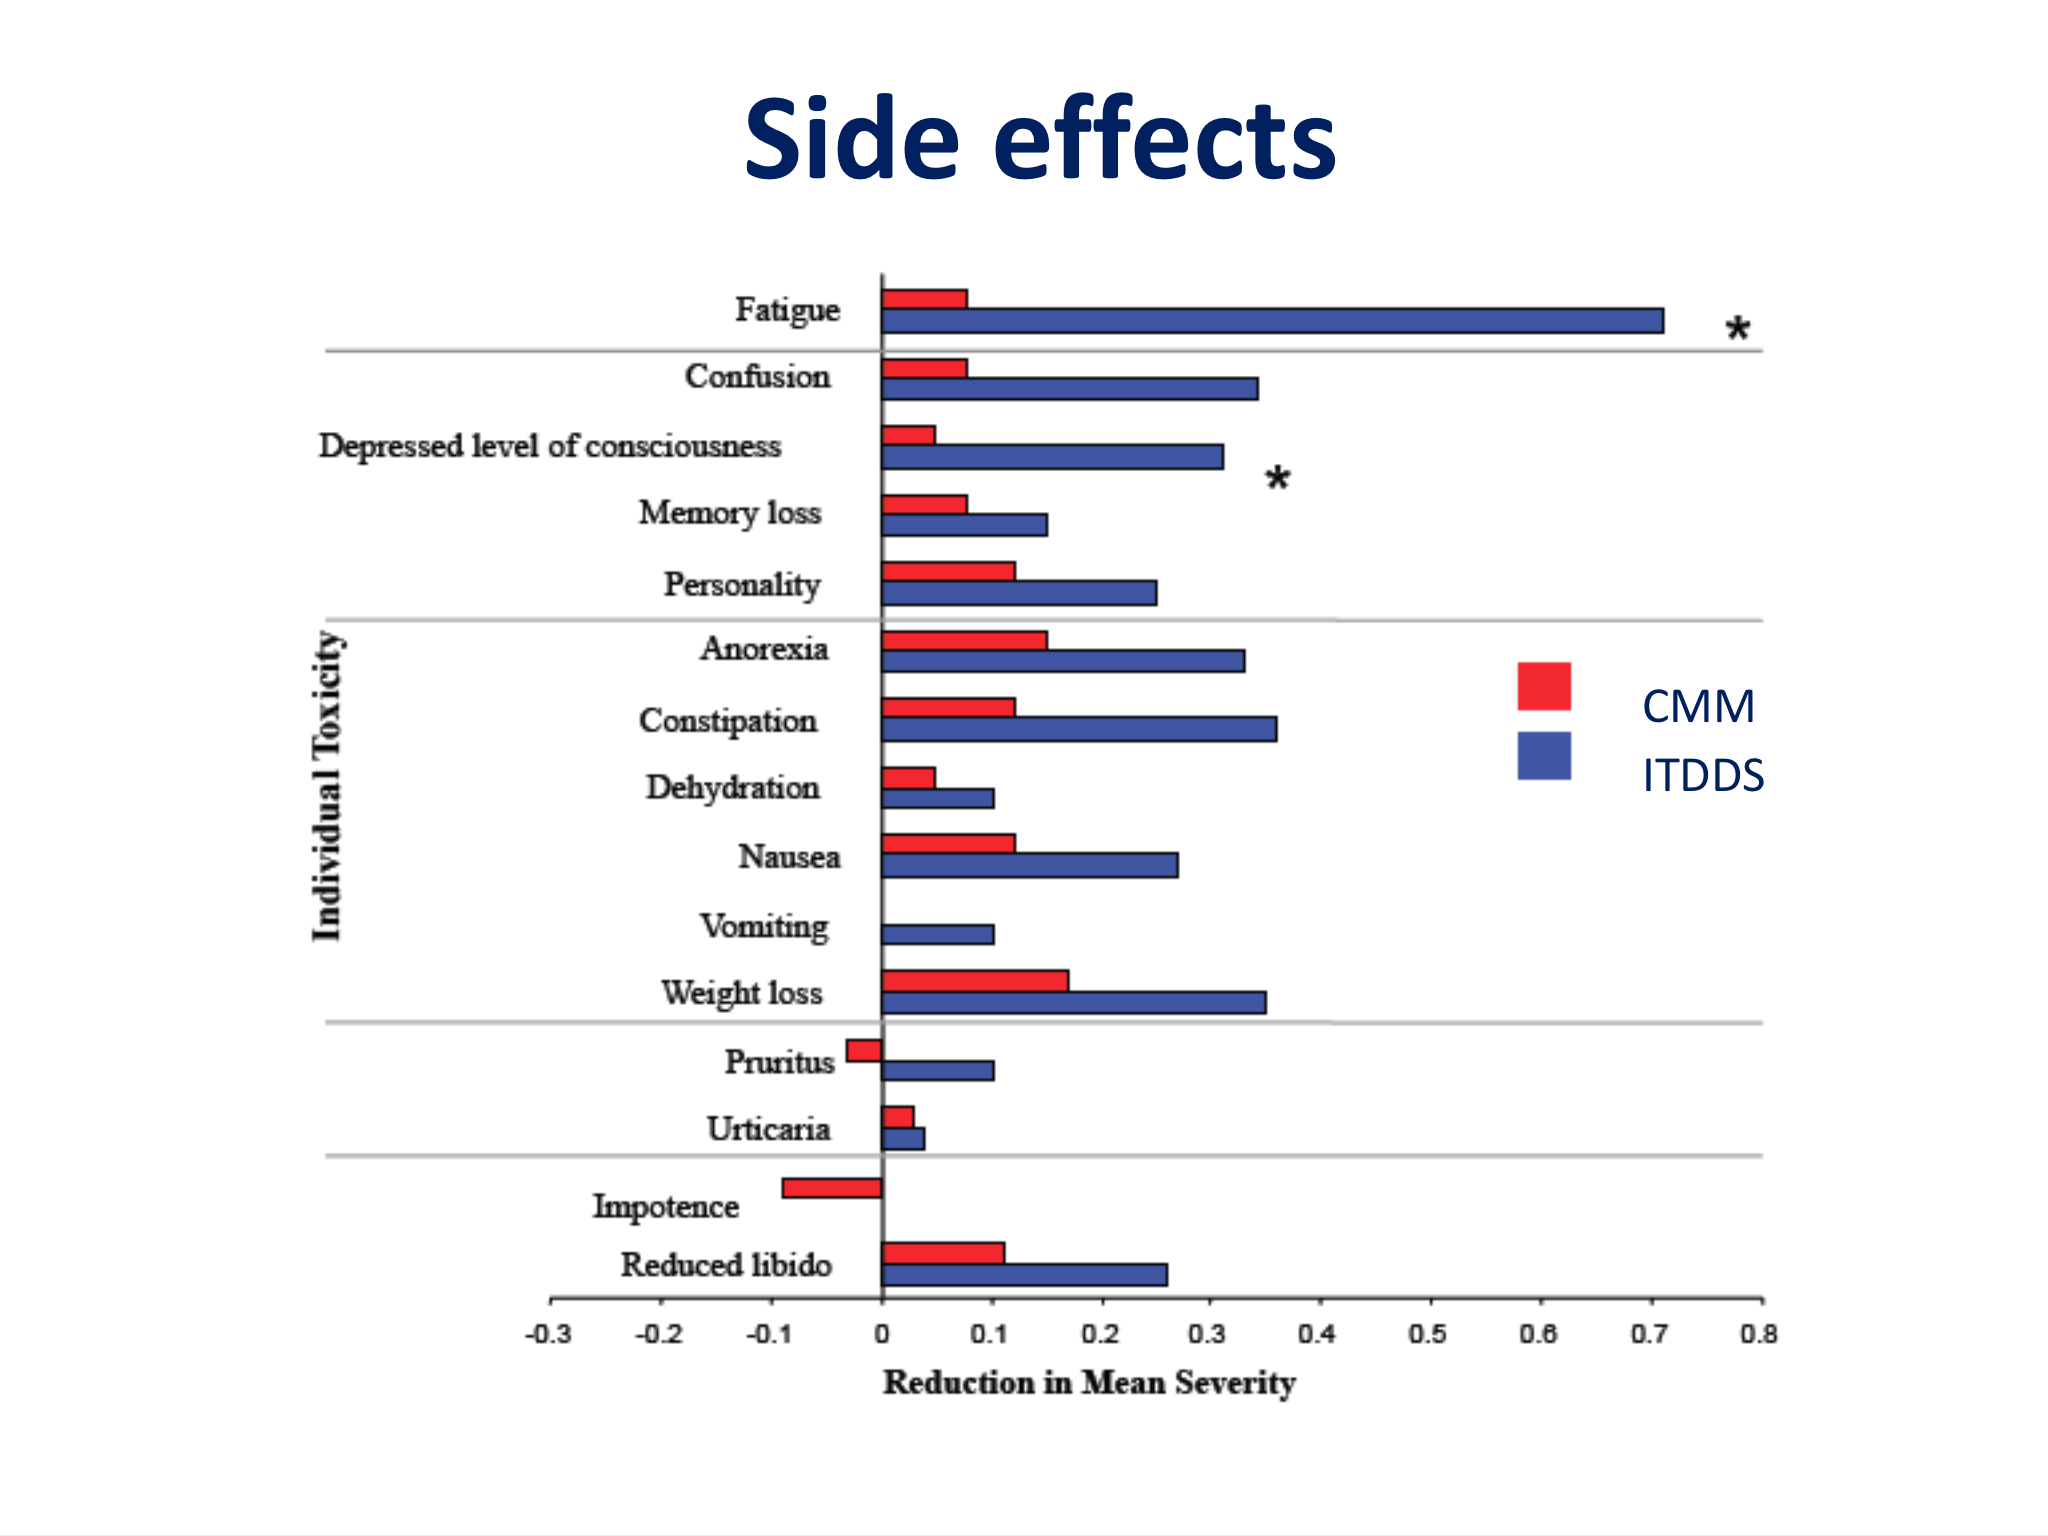 Side effects
Fatigue
*
Confusion
Depressed level of consciousness
*
Memory loss
Personality
Individual Toxicity
Anorexia
Constipation
Dehydration
Nausea
Vomiting
Weight loss
CMM
ITDDS
Pruritus
Urticaria
Impotence
Reduced libido
-0.3 -0.2 -0.1 0 0.1 0.2 0.3 0.4 0.5 0.6 0.7 0.8
Reduction in Mean Severity